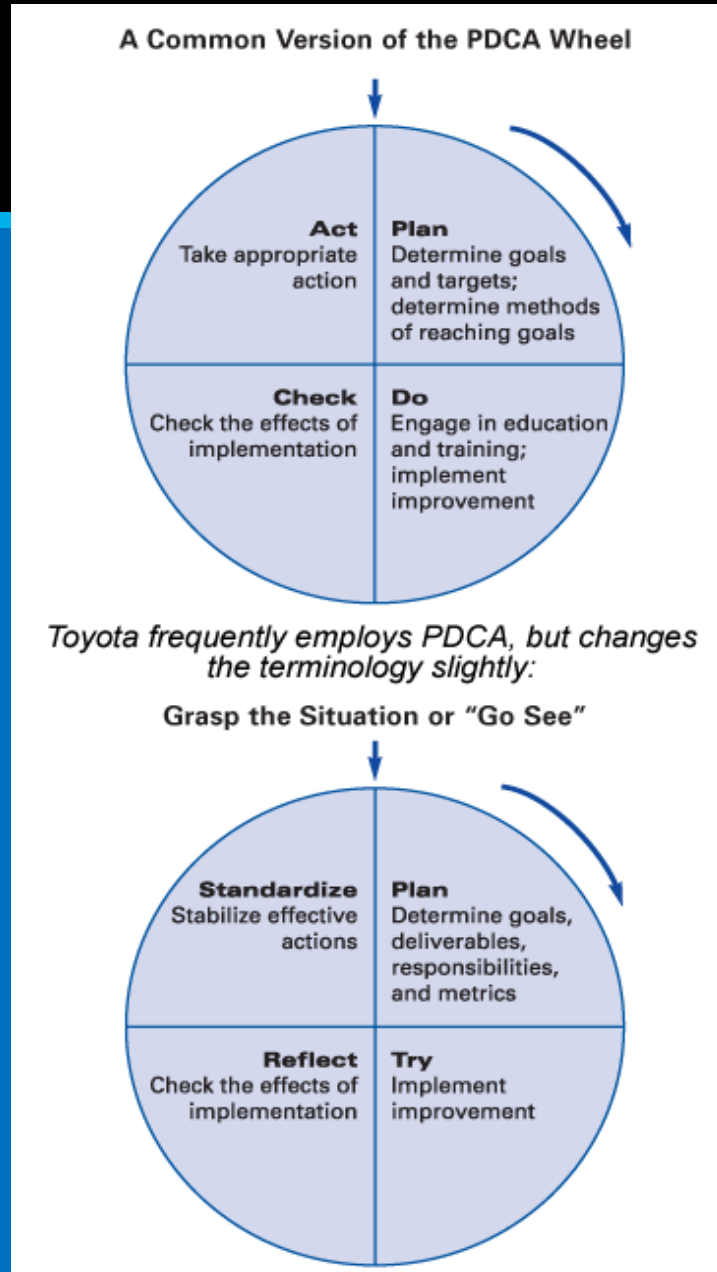 A Common Version of the PDCA Wheel
Act
Take appropriate
action
Plan
Determine goals
and targets;
determine methods
of reaching goals
Check
Check the effects of
implementation
Do
Engage in education
and training;
implement
improvement
Toyota frequently employs PDCA, but changes
the terminology slightly:
Grasp the Situation or “Go See”
Standardize
Stabilize effective
actions
Plan
Determine goals,
deliverables,
responsibilities,
and metrics
Reflect
Check the effects of
implementation
Try
Implement
improvement